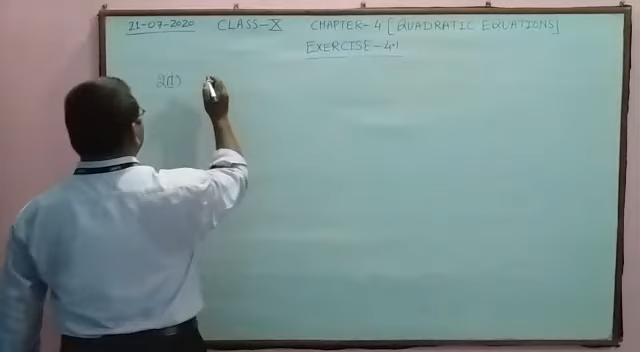 21-07-2020 CLASS-X CHAPTER-4 [QUADRATIC EQUATIONS]
EXERCISE-4.1
2(i)